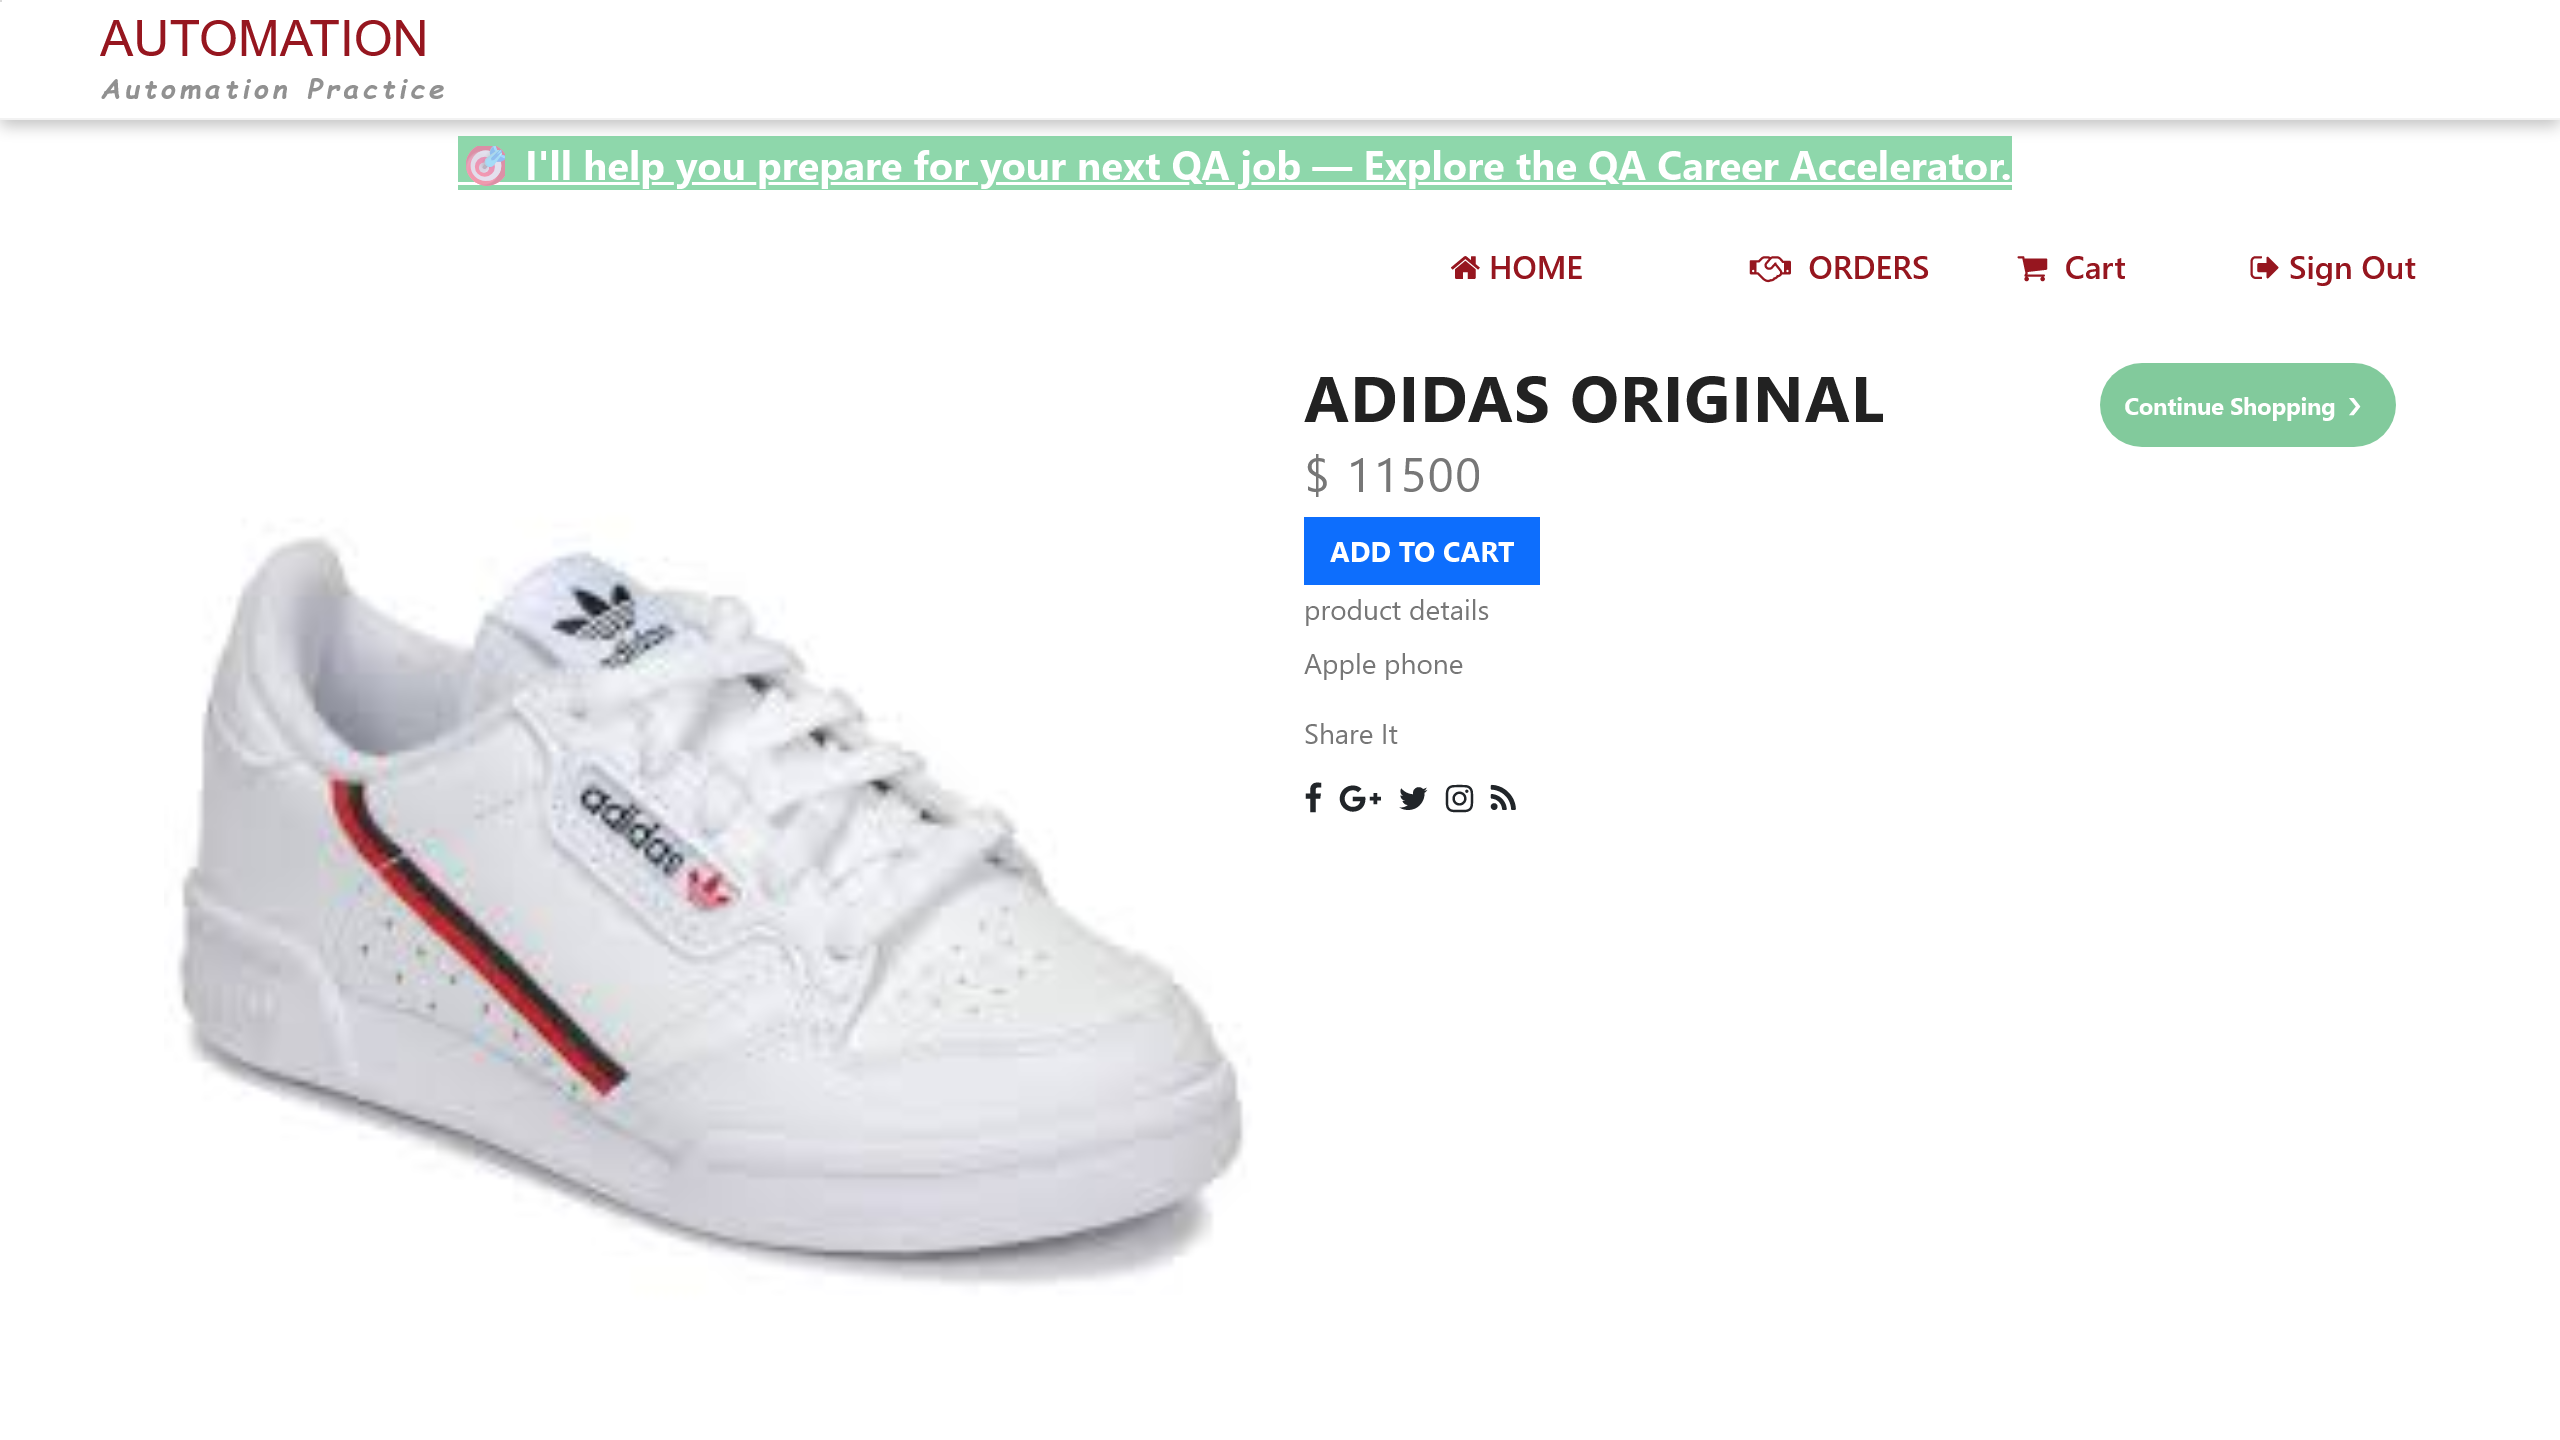 AUTOMATION
Automation Practice
🎯 I'll help you prepare for your next QA job — Explore the QA Career Accelerator.
HOME
ORDERS
Cart
Sign Out
ADIDAS ORIGINAL
Continue Shopping ❯
$ 11500
ADD TO CART
product details
Apple phone
Share It
adidas
adidas